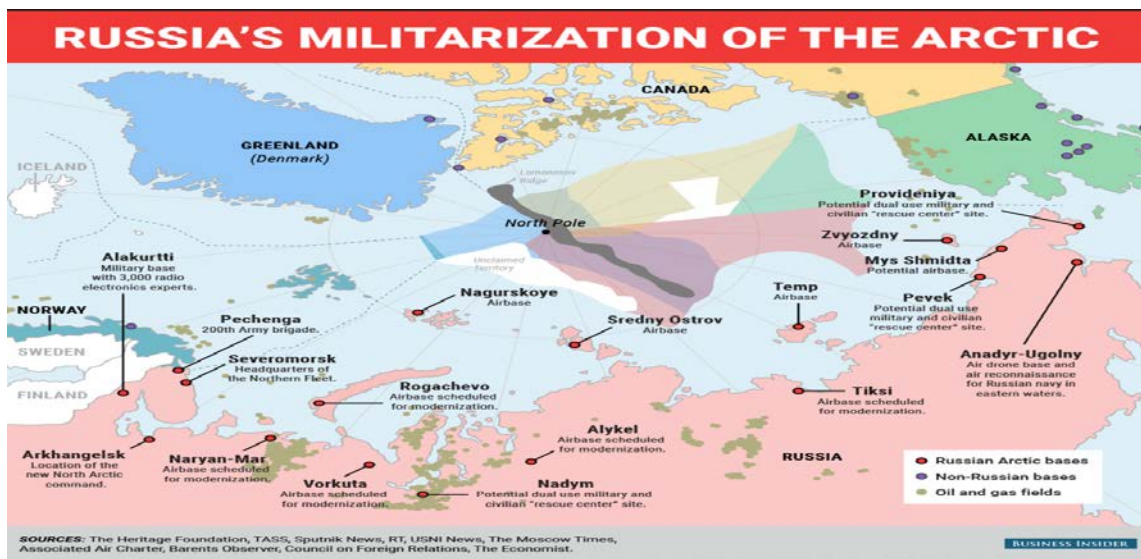 RUSSIA'S MILITARIZATION OF THE ARCTIC
CANADA
GREENLAND
(Denmark)
ALASKA
ICELAND
Lomonosov
Ridge
North Pole
Unclaimed
Territory
Provideniya
Potential dual use military and
civilian "rescue center" site.
Zvyozdny
Airbase
Mys Shmidta
Potential airbase.
Pevek
Potential dual use
military and civilian
"rescue center" site.
Anadyr-Ugolny
Air drone base and
air reconnaissance
for Russian navy in
eastern waters.
Alakurtti
Military base
with 3,000 radio
electronics experts.
Nagurskoye
Airbase
Temp
Airbase
Sredny Ostrov
Airbase
NORWAY
SWEDEN
FINLAND
Pechenga
200th Army brigade.
Severomorsk
Headquarters
of the Northern Fleet.
Rogachevo
Airbase scheduled
for modernization.
Tiksi
Airbase scheduled
for modernization.
Alykel
Airbase scheduled
for modernization.
Arkhangelsk
Location of the
new North Arctic
command.
Naryan-Mar
Airbase scheduled
for modernization.
Vorkuta
Airbase scheduled
for modernization.
Nadym
Potential dual use military and
civilian "rescue center" site.
RUSSIA
Russian Arctic bases
Non-Russian bases
Oil and gas fields
SOURCES: The Heritage Foundation, TASS, Sputnik News, RT, USNI News, The Moscow Times,
Associated Air Charter, Barents Observer, Council on Foreign Relations, The Economist.
BUSINESS INSIDER